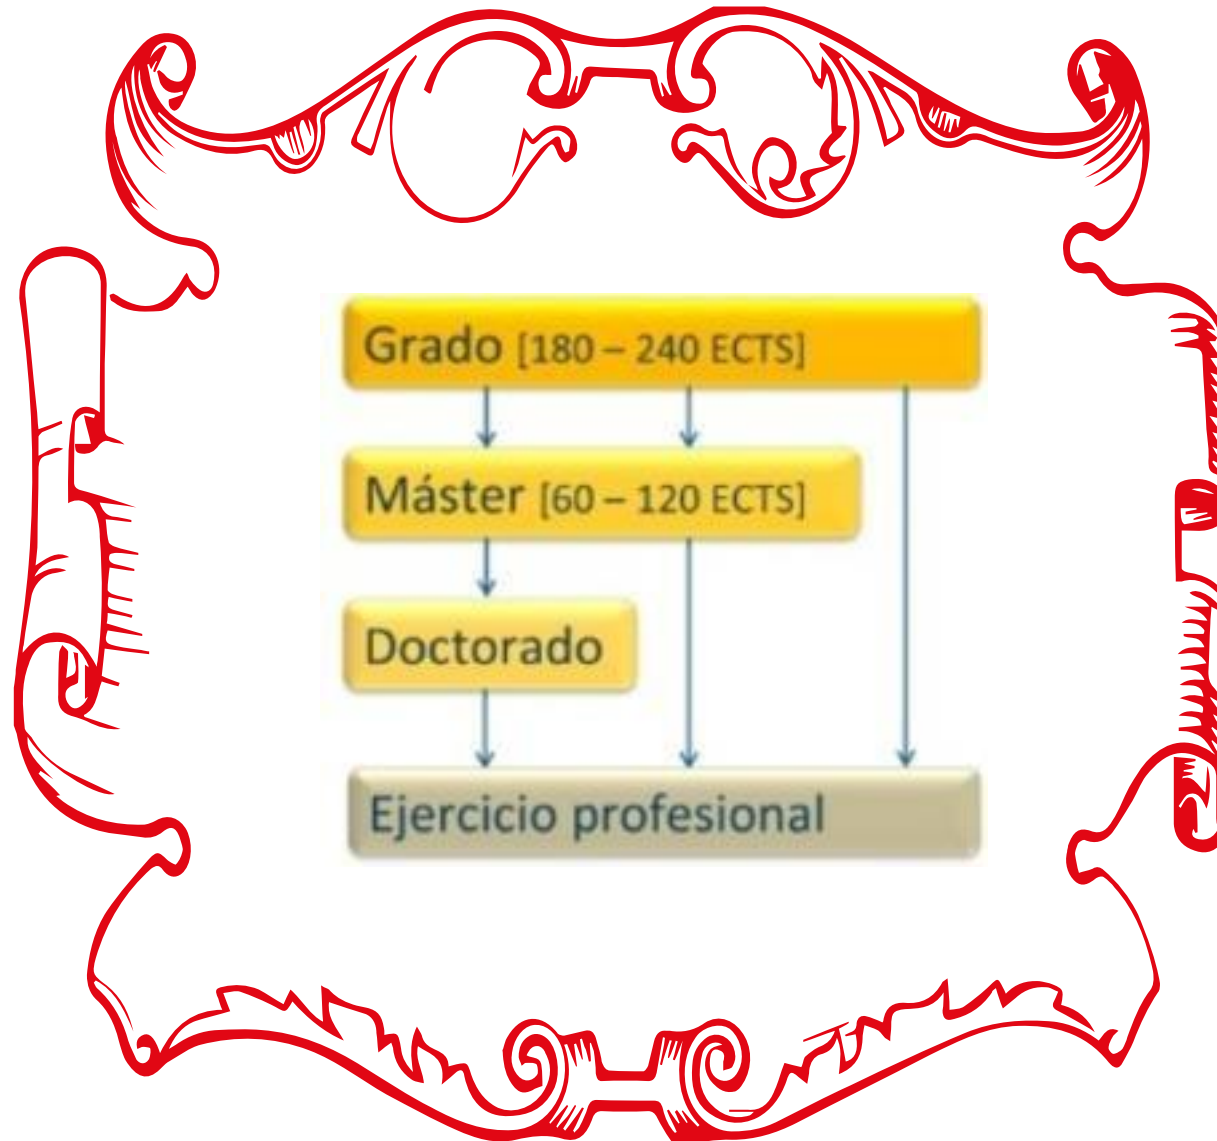 Grado [180 – 240 ECTS]
Máster [60 – 120 ECTS]
Doctorado
Ejercicio profesional